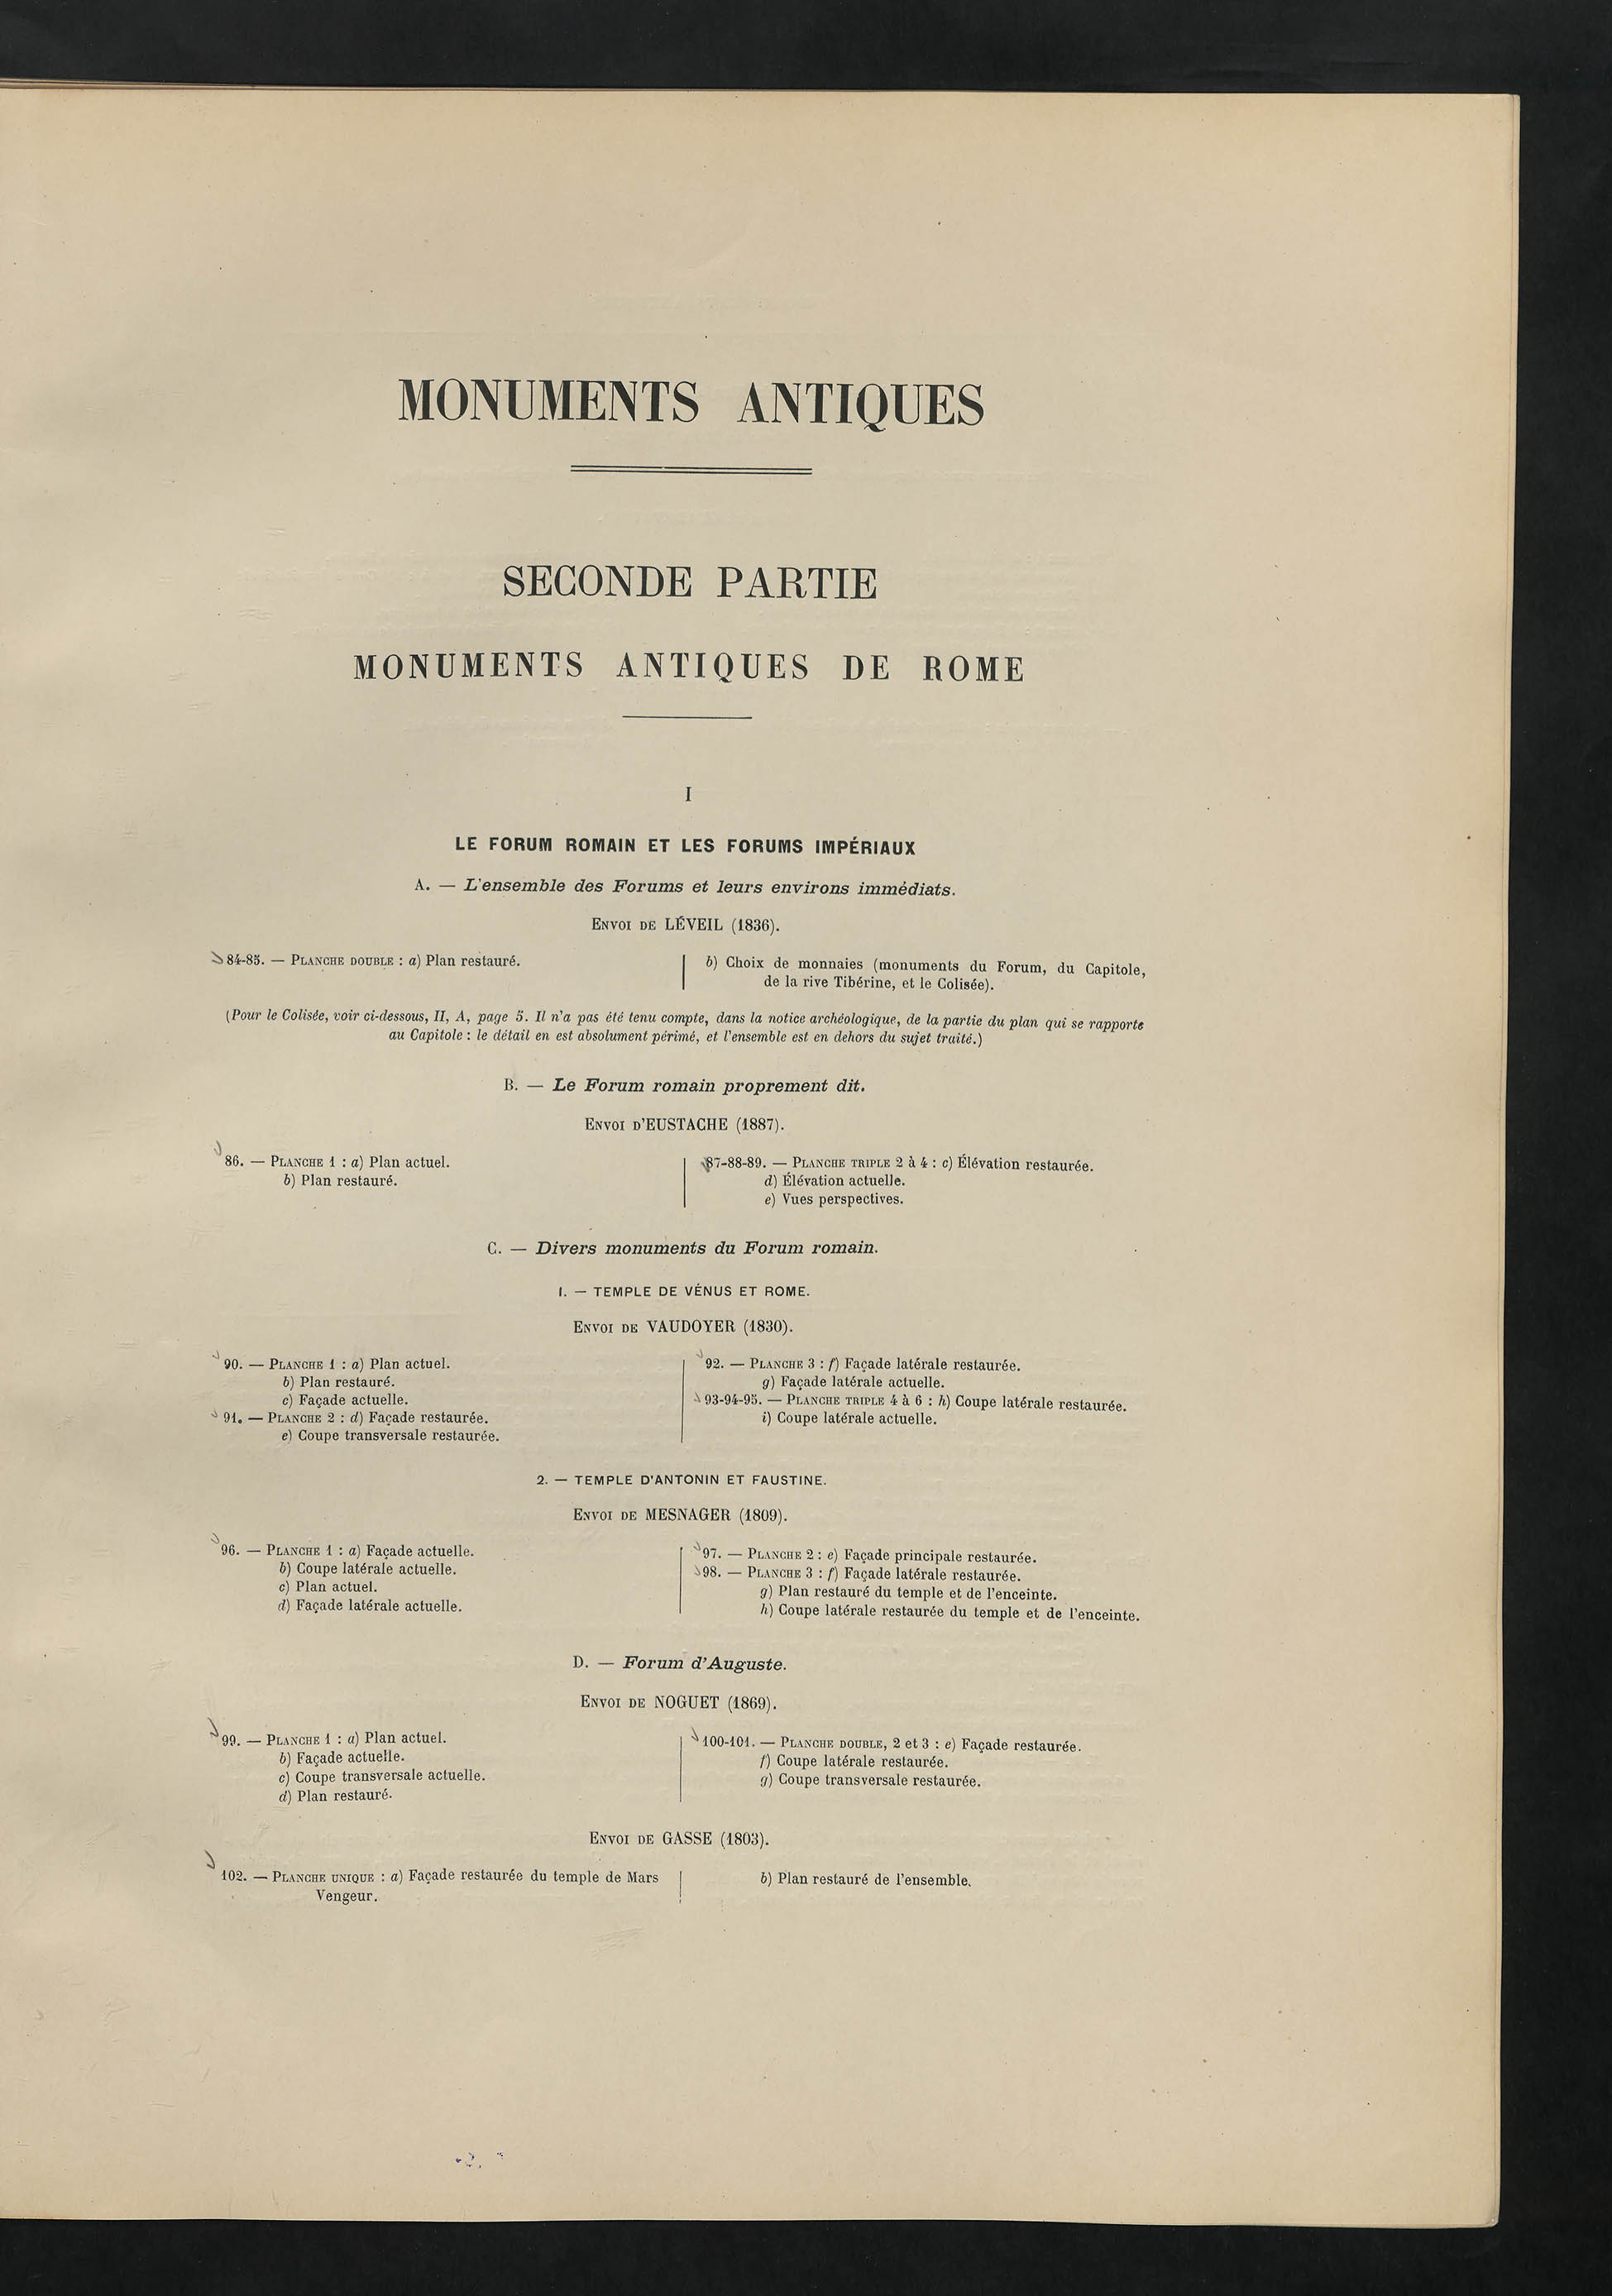 MONUMENTS ANTIQUES
SECONDE PARTIE
MONUMENTS ANTIQUES DE ROME
I
LE FORUM ROMAIN ET LES FORUMS IMPÉRIAUX
A. — L'ensemble des Forums et leurs environs immédiats.
Envoi de LÉVEIL (1836).
84-85. — Planche double : a) Plan restauré.
b) Choix de monnaies (monuments du Forum, du Capitole,
de la rive Tibérine, et le Colisée).
(Pour le Colisée, voir ci-dessous, II, A, page 5. Il n'a pas été tenu compte, dans la notice archéologique, de la partie du plan qui se rapporte
au Capitole : le détail en est absolument périmé, et l'ensemble est en dehors du sujet traité.)
B. — Le Forum romain proprement dit.
Envoi d'EUSTACHE (1887).
86. — Planche 1 : a) Plan actuel.
b) Plan restauré.
87-88-89. — Planche triple 2 à 4 : c) Élévation restaurée.
d) Élévation actuelle.
e) Vues perspectives.
C. — Divers monuments du Forum romain.
1. — TEMPLE DE VÉNUS ET ROME.
Envoi de VAUDOYER (1830).
90. — Planche 1 : a) Plan actuel.
b) Plan restauré.
c) Façade actuelle.
91. — Planche 2 : d) Façade restaurée.
e) Coupe transversale restaurée.
92. — Planche 3 : f) Façade latérale restaurée.
g) Façade latérale actuelle.
93-94-95. — Planche triple 4 à 6 : h) Coupe latérale restaurée.
i) Coupe latérale actuelle.
2. — TEMPLE D'ANTONIN ET FAUSTINE.
Envoi de MESNAGER (1809).
96. — Planche 1 : a) Façade actuelle.
b) Coupe latérale actuelle.
c) Plan actuel.
d) Façade latérale actuelle.
97. — Planche 2 : e) Façade principale restaurée.
98. — Planche 3 : f) Façade latérale restaurée.
g) Plan restauré du temple et de l'enceinte.
h) Coupe latérale restaurée du temple et de l'enceinte.
D. — Forum d'Auguste.
Envoi de NOGUET (1869).
99. — Planche 1 : a) Plan actuel.
b) Façade actuelle.
c) Coupe transversale actuelle.
d) Plan restauré.
100-101. — Planche double, 2 et 3 : e) Façade restaurée.
f) Coupe latérale restaurée.
g) Coupe transversale restaurée.
Envoi de GASSE (1803).
102. — Planche unique : a) Façade restaurée du temple de Mars
Vengeur.
b) Plan restauré de l'ensemble.